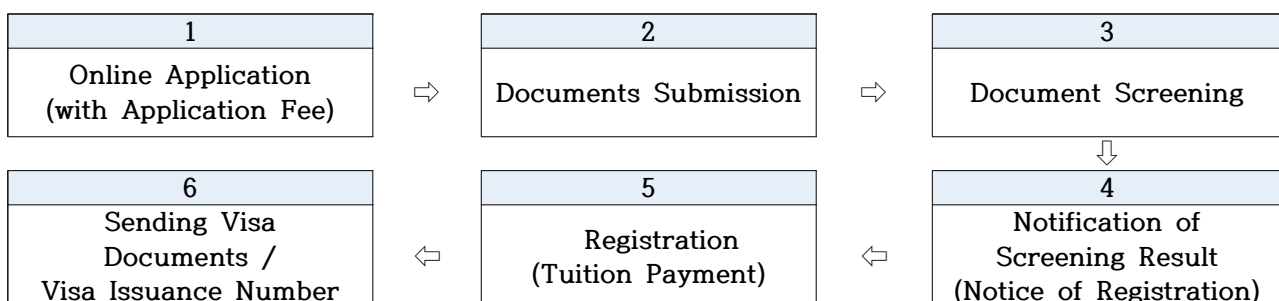 1
Online Application
(with Application Fee)
⇨
2
Documents Submission
⇨
3
Document Screening
⇩
4
Notification of
Screening Result
(Notice of Registration)
⇦
5
Registration
(Tuition Payment)
⇦
6
Sending Visa
Documents /
Visa Issuance Number